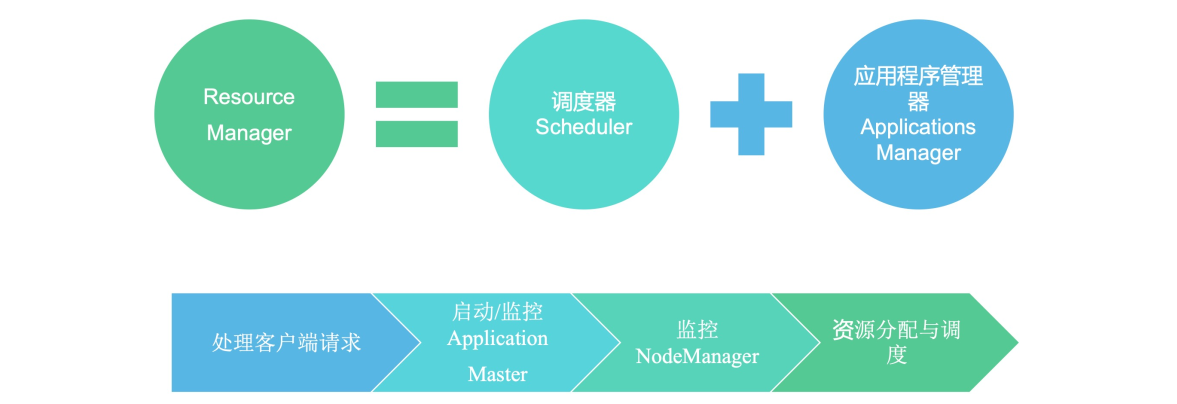 Resource
Manager
调度器
Scheduler
应用程序管理
器
Applications
Manager
处理客户端请求
启动/监控
Application
Master
监控
NodeManager
资源分配与调
度